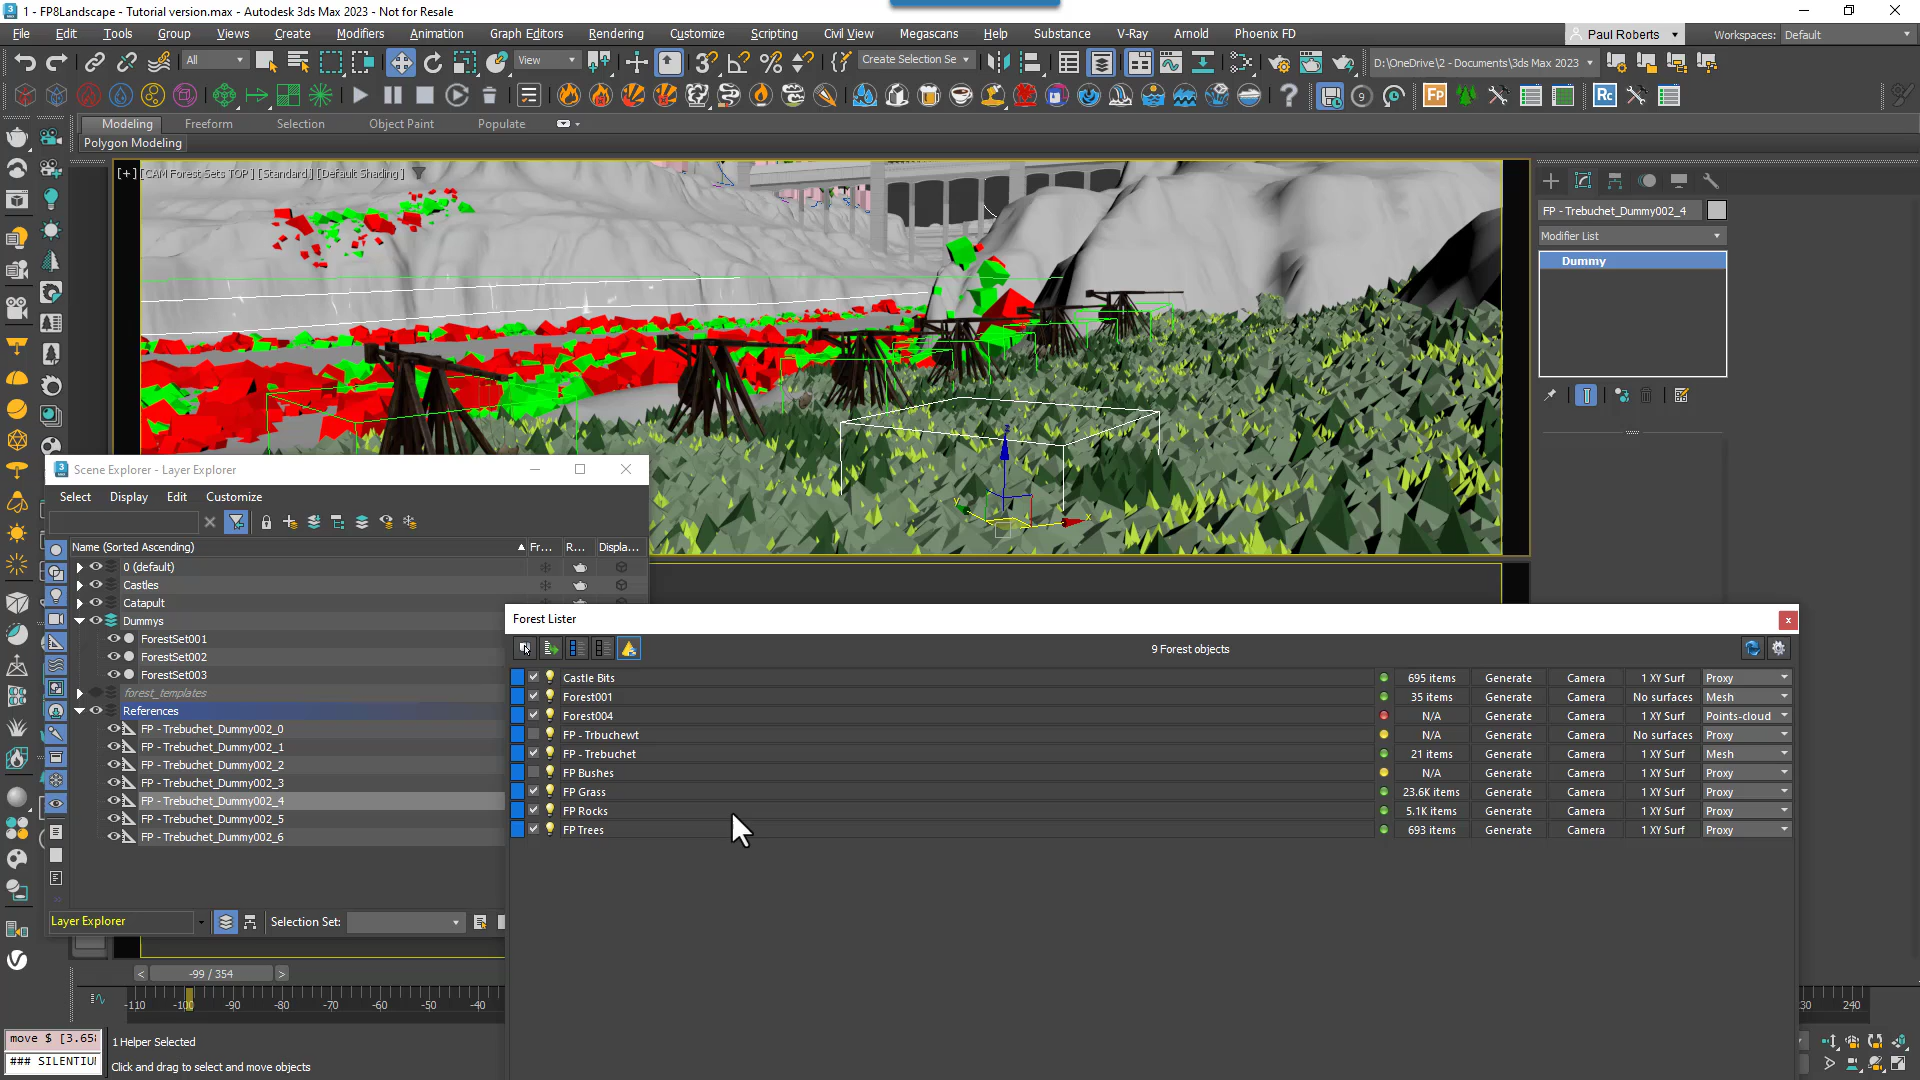 1 - FP8Landscape - Tutorial version.max - Autodesk 3ds Max 2023 - Not for Resale
File Edit Tools Group Views Create Modifiers Animation Graph Editors Rendering Customize Scripting Civil View Megascans Help Substance V-Ray Arnold Phoenix FD
Paul Roberts
Workspaces: Default
All
View
Create Selection Se
D:\OneDrive\2 - Documents\3ds Max 2023
Modeling Freeform Selection Object Paint Populate
Polygon Modeling
[+] [CAM Forest Sets TOP ] [Standard ] [Default Shading ]
FP - Trebuchet_Dummy002_4
Modifier List
Dummy
Scene Explorer - Layer Explorer
Select Display Edit Customize
Name (Sorted Ascending) Fr... R... Displa...
0 (default)
Castles
Catapult
Dummys
ForestSet001
ForestSet002
ForestSet003
forest_templates
References
FP - Trebuchet_Dummy002_0
FP - Trebuchet_Dummy002_1
FP - Trebuchet_Dummy002_2
FP - Trebuchet_Dummy002_3
FP - Trebuchet_Dummy002_4
FP - Trebuchet_Dummy002_5
FP - Trebuchet_Dummy002_6
Layer Explorer
Selection Set:
Forest Lister
9 Forest objects
Castle Bits 695 items Generate Camera 1 XY Surf Proxy
Forest001 35 items Generate Camera No surfaces Mesh
Forest004 N/A Generate Camera 1 XY Surf Points-cloud
FP - Trbuchewt N/A Generate Camera No surfaces Proxy
FP - Trebuchet 21 items Generate Camera 1 XY Surf Mesh
FP Bushes N/A Generate Camera 1 XY Surf Proxy
FP Grass 23.6K items Generate Camera 1 XY Surf Proxy
FP Rocks 5.1K items Generate Camera 1 XY Surf Proxy
FP Trees 693 items Generate Camera 1 XY Surf Proxy
< -99 / 354 >
-110 -100 -90 -80 -70 -60 -50 -40 30 240
move $ [3.65
1 Helper Selected
### SILENTIU
Click and drag to select and move objects